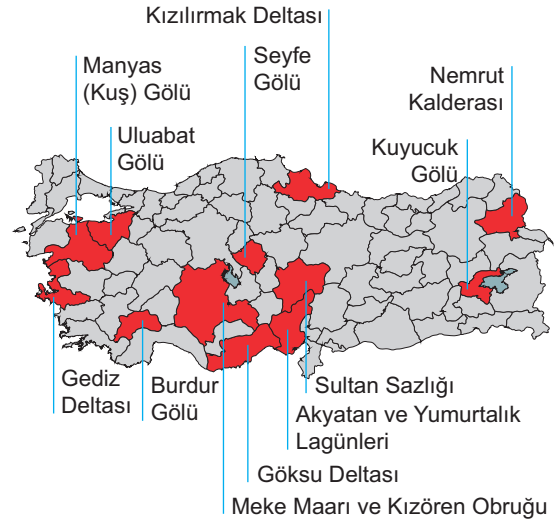 Kızılırmak Deltası
Manyas
(Kuş) Gölü
Seyfe
Gölü
Nemrut
Kalderası
Uluabat
Gölü
Kuyucuk
Gölü
Gediz
Deltası
Burdur
Gölü
Sultan Sazlığı
Akyatan ve Yumurtalık
Lagünleri
Göksu Deltası
Meke Maarı ve Kızören Obruğu